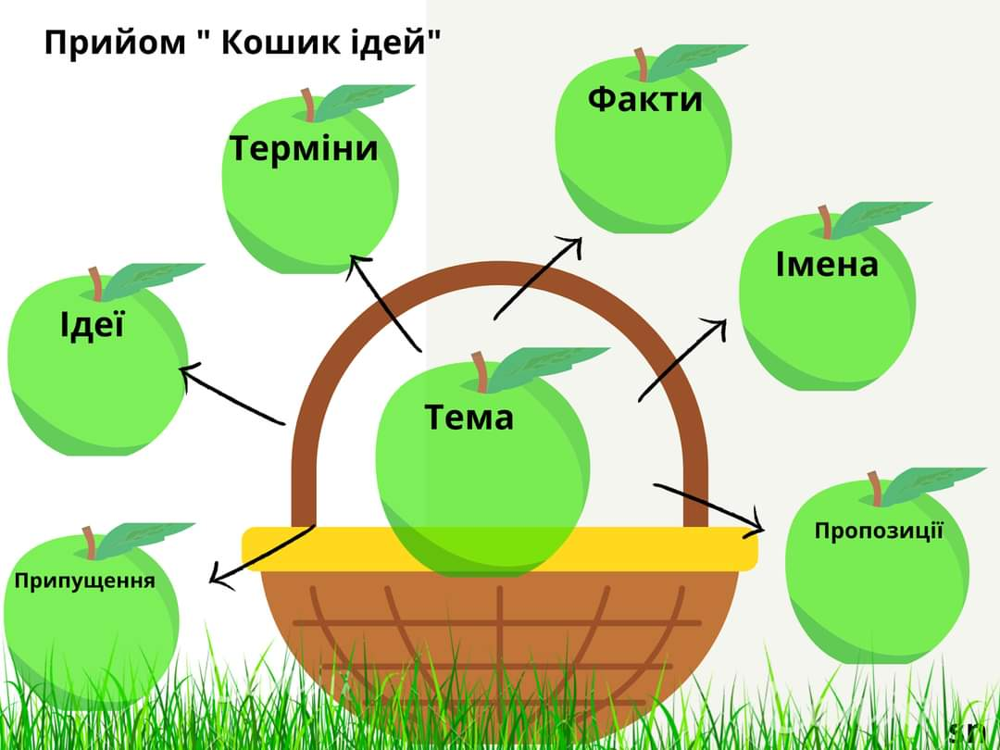 Прийом " Кошик ідей"
Факти
Терміни
Імена
Ідеї
Тема
Пропозиції
Припущення